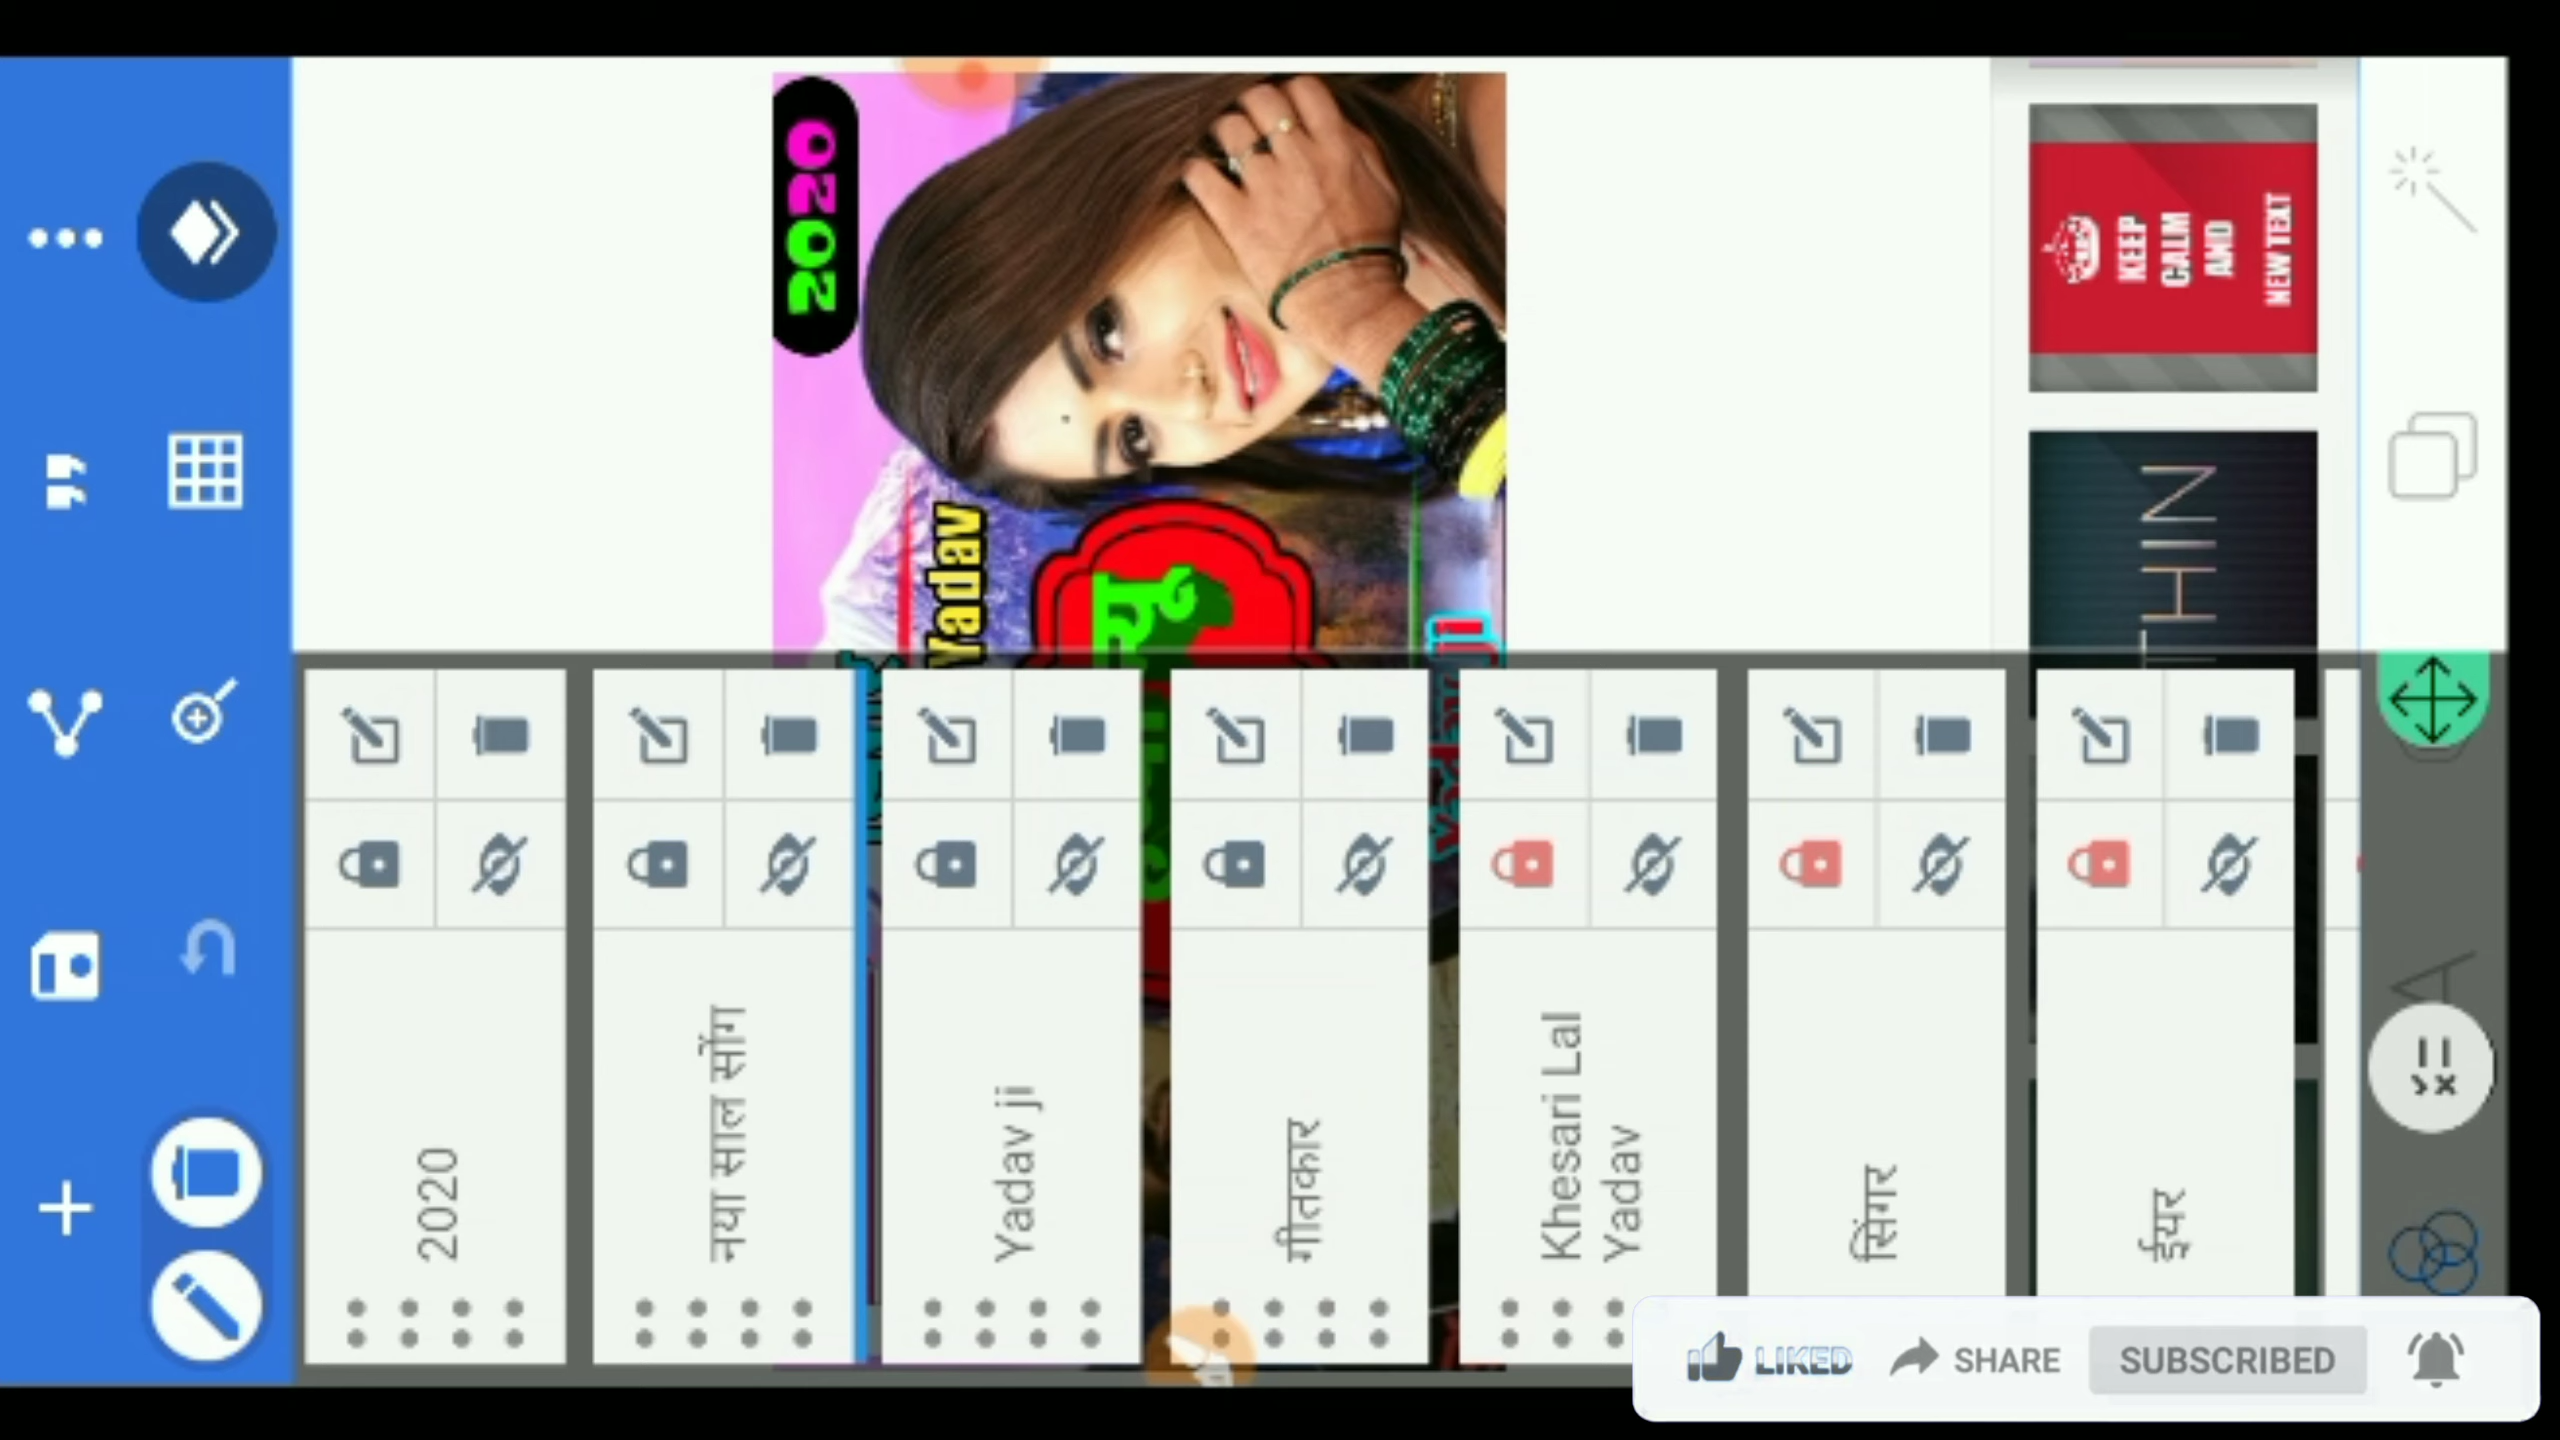 2020
Yadav
KEEP
CALM
AND
NEW TEXT
THIN
2020
नया साल सोंग
Yadav ji
गीतकार
Khesari Lal
Yadav
सिंगर
ईयर
LIKED
SHARE
SUBSCRIBED